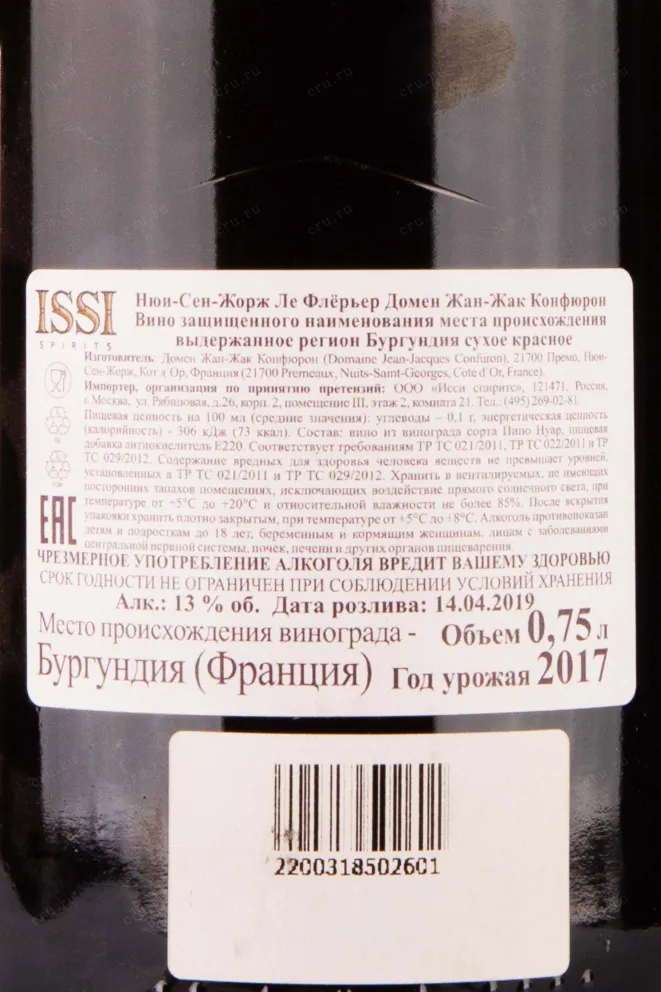 ISSI
SPIRITS
Нюи-Сен-Жорж Ле Флёрьер Домен Жан-Жак Конфюрон
Вино защищенного наименования места происхождения
выдержанное регион Бургундия сухое красное
Изготовитель: Домен Жан-Жак Конфюрон (Domaine Jean-Jacques Confuron), 21700 Премо, Нюи-
Сен-Жорж, Кот д Ор, Франция (21700 Premeaux, Nuits-Saint-Georges, Cote d'Or, France).
Импортер, организация по принятию претензий: ООО «Исси спиритс», 121471, Россия,
г. Москва, ул. Рябиновая, д.26, корп. 2, помещение III, этаж 2, комната 21. Тел.: (495) 269-02-81.
Пищевая ценность на 100 мл (средние значения): углеводы – 0,1 г, энергетическая ценность
(калорийность) - 306 кДж (73 ккал). Состав: вино из винограда сорта Пино Нуар, пищевая
добавка антиокислитель Е220. Соответствует требованиям ТР ТС 021/2011, ТР ТС 022/2011 и ТР
ТС 029/2012. Содержание вредных для здоровья человека веществ не превышает уровней,
установленных в ТР ТС 021/2011 и ТР ТС 029/2012. Хранить в вентилируемых, не имеющих
посторонних запахов помещениях, исключающих воздействие прямого солнечного света, при
температуре от +5°С до +20°С и относительной влажности не более 85%. После вскрытия
упаковки хранить плотно закрытым, при температуре от +5°С до +8°С. Алкоголь противопоказан
детям и подросткам до 18 лет, беременным и кормящим женщинам, лицам с заболеваниями
центральной нервной системы, почек, печени и других органов пищеварения.
ЕАС
ЧРЕЗМЕРНОЕ УПОТРЕБЛЕНИЕ АЛКОГОЛЯ ВРЕДИТ ВАШЕМУ ЗДОРОВЬЮ
СРОК ГОДНОСТИ НЕ ОГРАНИЧЕН ПРИ СОБЛЮДЕНИИ УСЛОВИЙ ХРАНЕНИЯ
Алк.: 13 % об. Дата розлива: 14.04.2019
Место происхождения винограда - Объем 0,75 л
Бургундия (Франция) Год урожая 2017
2200318502601
cru.ru